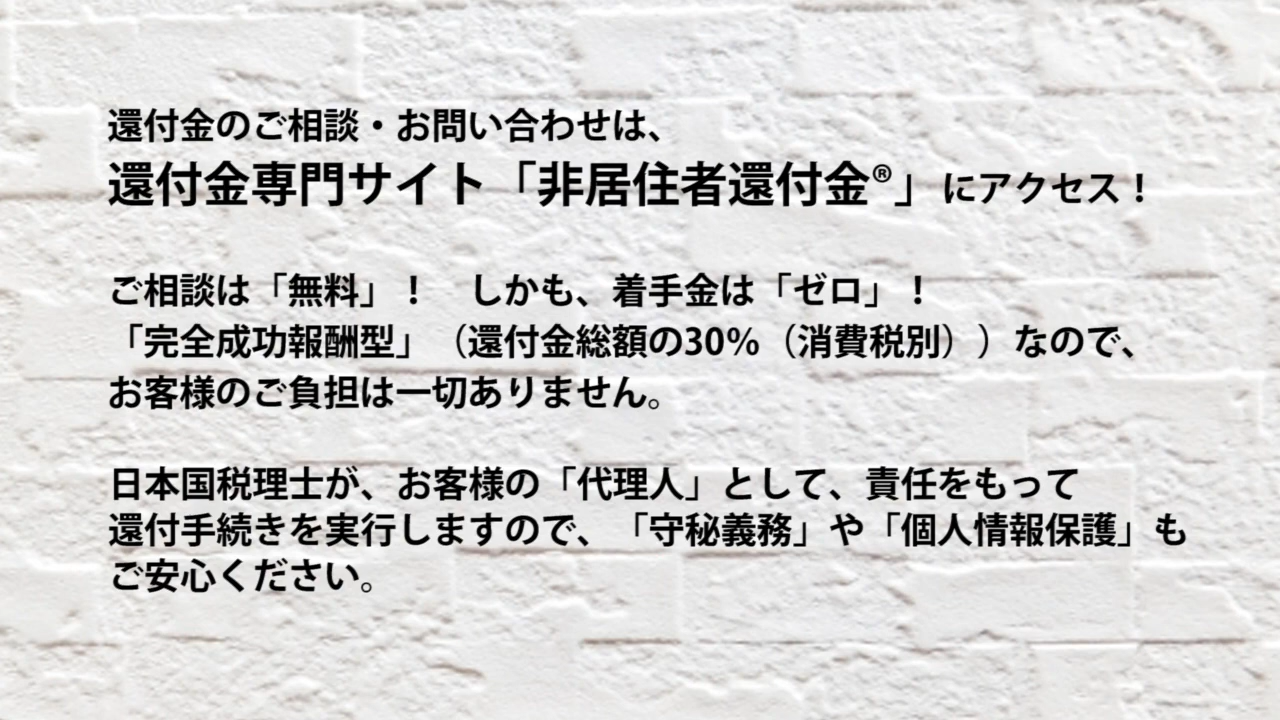 還付金のご相談・お問い合わせは、
還付金専門サイト「非居住者還付金®」にアクセス！
ご相談は「無料」！　しかも、着手金は「ゼロ」！
「完全成功報酬型」（還付金総額の30％（消費税別））なので、
お客様のご負担は一切ありません。
日本国税理士が、お客様の「代理人」として、責任をもって
還付手続きを実行しますので、「守秘義務」や「個人情報保護」も
ご安心ください。